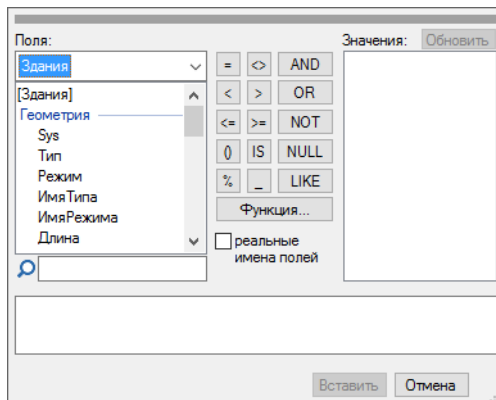 Поля:
Значения:
Обновить
Здания
= <> AND
[Здания]
Геометрия
Sys
Тип
Режим
ИмяТипа
ИмяРежима
Длина
< > OR
<= >= NOT
() IS NULL
% _ LIKE
Функция...
реальные
имена полей
Вставить
Отмена